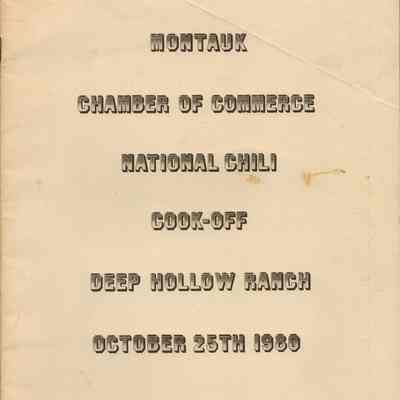 MONTAUK
CHAMBER OF COMMERCE
NATIONAL CHILI
COOK-OFF
DEEP HOLLOW RANCH
OCTOBER 25TH 1980